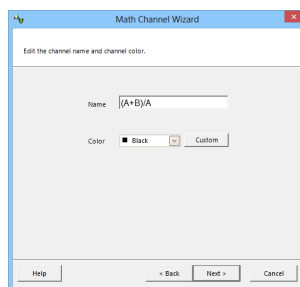 Math Channel Wizard
Edit the channel name and channel color.
Name (A+B)/A
Color Black Custom
Help < Back Next > Cancel